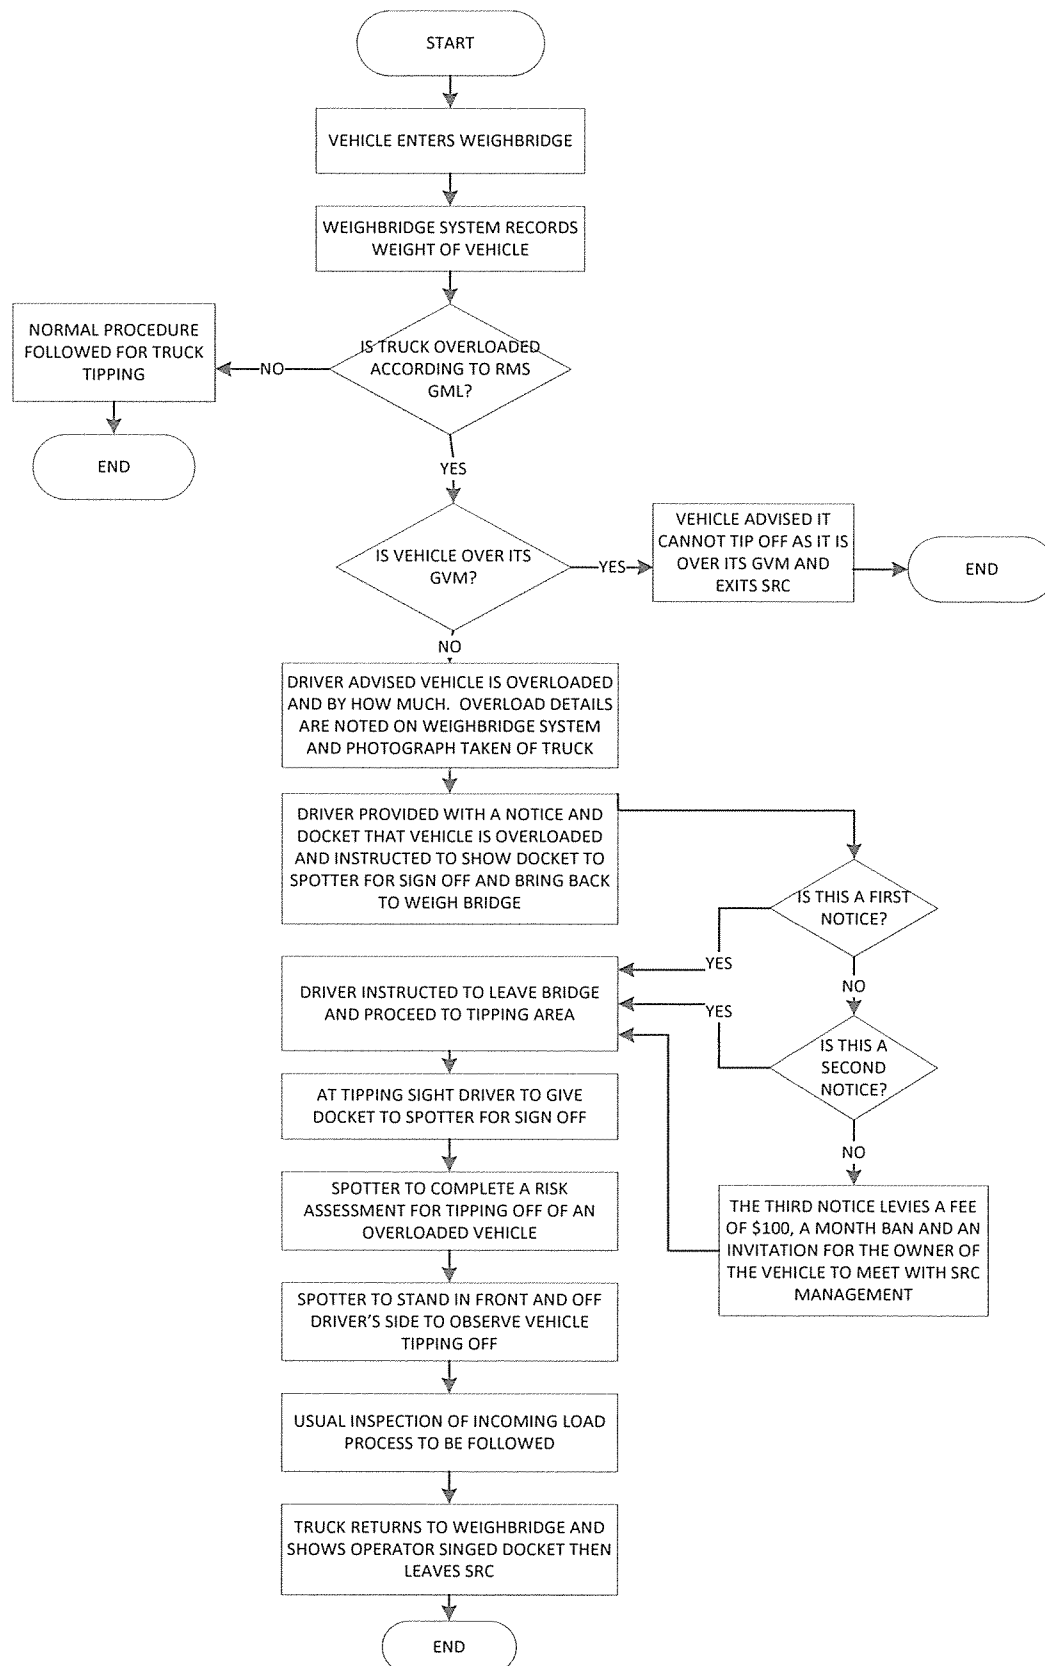 START
VEHICLE ENTERS WEIGHBRIDGE
WEIGHBRIDGE SYSTEM RECORDS
WEIGHT OF VEHICLE
IS TRUCK OVERLOADED
ACCORDING TO RMS
GML?
NO
NORMAL PROCEDURE
FOLLOWED FOR TRUCK
TIPPING
END
YES
IS VEHICLE OVER ITS
GVM?
YES
VEHICLE ADVISED IT
CANNOT TIP OFF AS IT IS
OVER ITS GVM AND
EXITS SRC
END
NO
DRIVER ADVISED VEHICLE IS OVERLOADED
AND BY HOW MUCH. OVERLOAD DETAILS
ARE NOTED ON WEIGHBRIDGE SYSTEM
AND PHOTOGRAPH TAKEN OF TRUCK
DRIVER PROVIDED WITH A NOTICE AND
DOCKET THAT VEHICLE IS OVERLOADED
AND INSTRUCTED TO SHOW DOCKET TO
SPOTTER FOR SIGN OFF AND BRING BACK
TO WEIGH BRIDGE
IS THIS A FIRST
NOTICE?
YES
NO
IS THIS A
SECOND
NOTICE?
YES
NO
THE THIRD NOTICE LEVIES A FEE
OF $100, A MONTH BAN AND AN
INVITATION FOR THE OWNER OF
THE VEHICLE TO MEET WITH SRC
MANAGEMENT
DRIVER INSTRUCTED TO LEAVE BRIDGE
AND PROCEED TO TIPPING AREA
AT TIPPING SIGHT DRIVER TO GIVE
DOCKET TO SPOTTER FOR SIGN OFF
SPOTTER TO COMPLETE A RISK
ASSESSMENT FOR TIPPING OFF OF AN
OVERLOADED VEHICLE
SPOTTER TO STAND IN FRONT AND OFF
DRIVER'S SIDE TO OBSERVE VEHICLE
TIPPING OFF
USUAL INSPECTION OF INCOMING LOAD
PROCESS TO BE FOLLOWED
TRUCK RETURNS TO WEIGHBRIDGE AND
SHOWS OPERATOR SINGED DOCKET THEN
LEAVES SRC
END